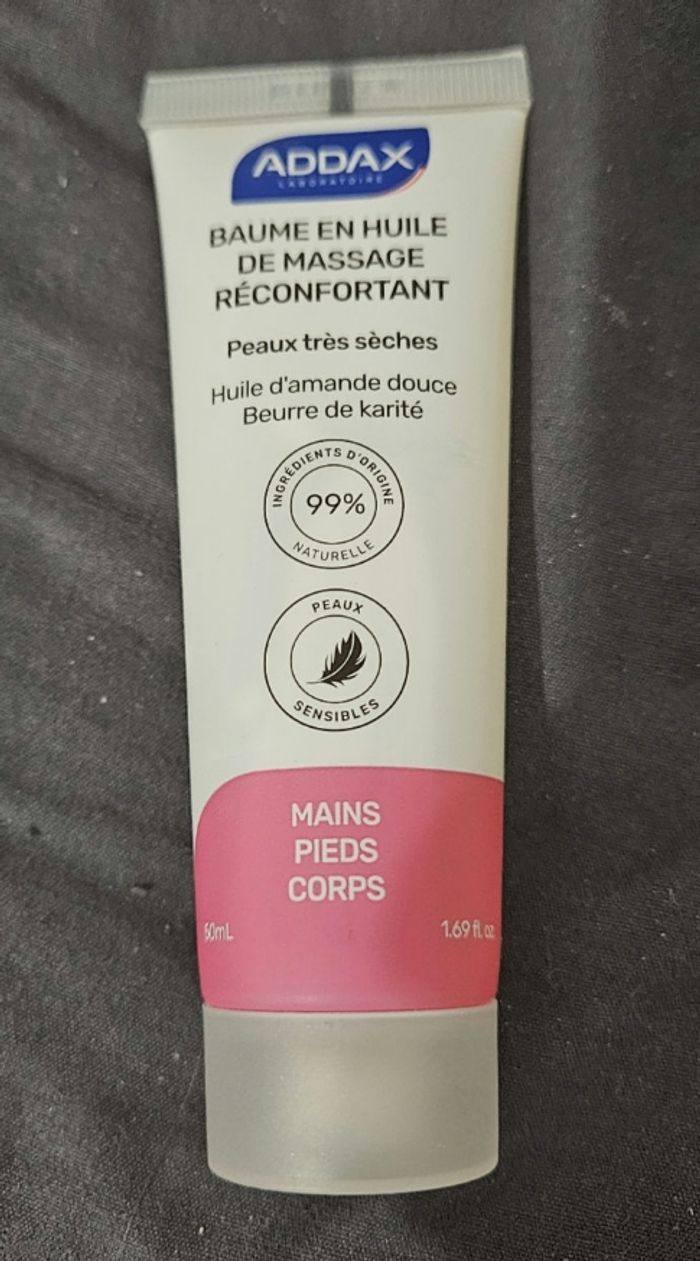 ADDAX
LABORATOIRE
BAUME EN HUILE
DE MASSAGE
RÉCONFORTANT
Peaux très sèches
Huile d'amande douce
Beurre de karité
INGRÉDIENTS D'ORIGINE
99%
NATURELLE
PEAUX
SENSIBLES
MAINS
PIEDS
CORPS
50mL
1.69 fl. oz